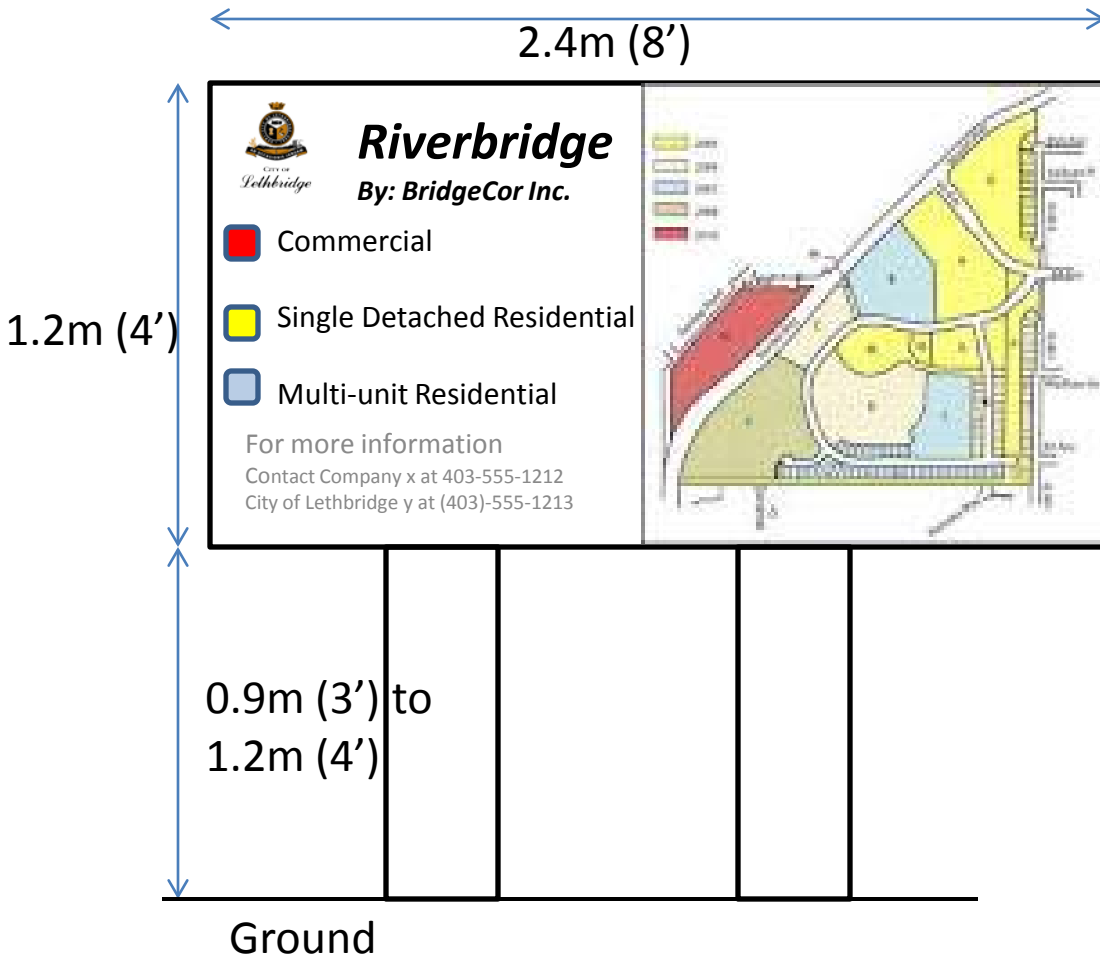 2.4m (8’)
CITY OF
Lethbridge
Riverbridge
By: BridgeCor Inc.
Commercial
1.2m (4’)
Single Detached Residential
Multi-unit Residential
For more information
Contact Company x at 403-555-1212
City of Lethbridge y at (403)-555-1213
0.9m (3’) to
1.2m (4’)
Ground